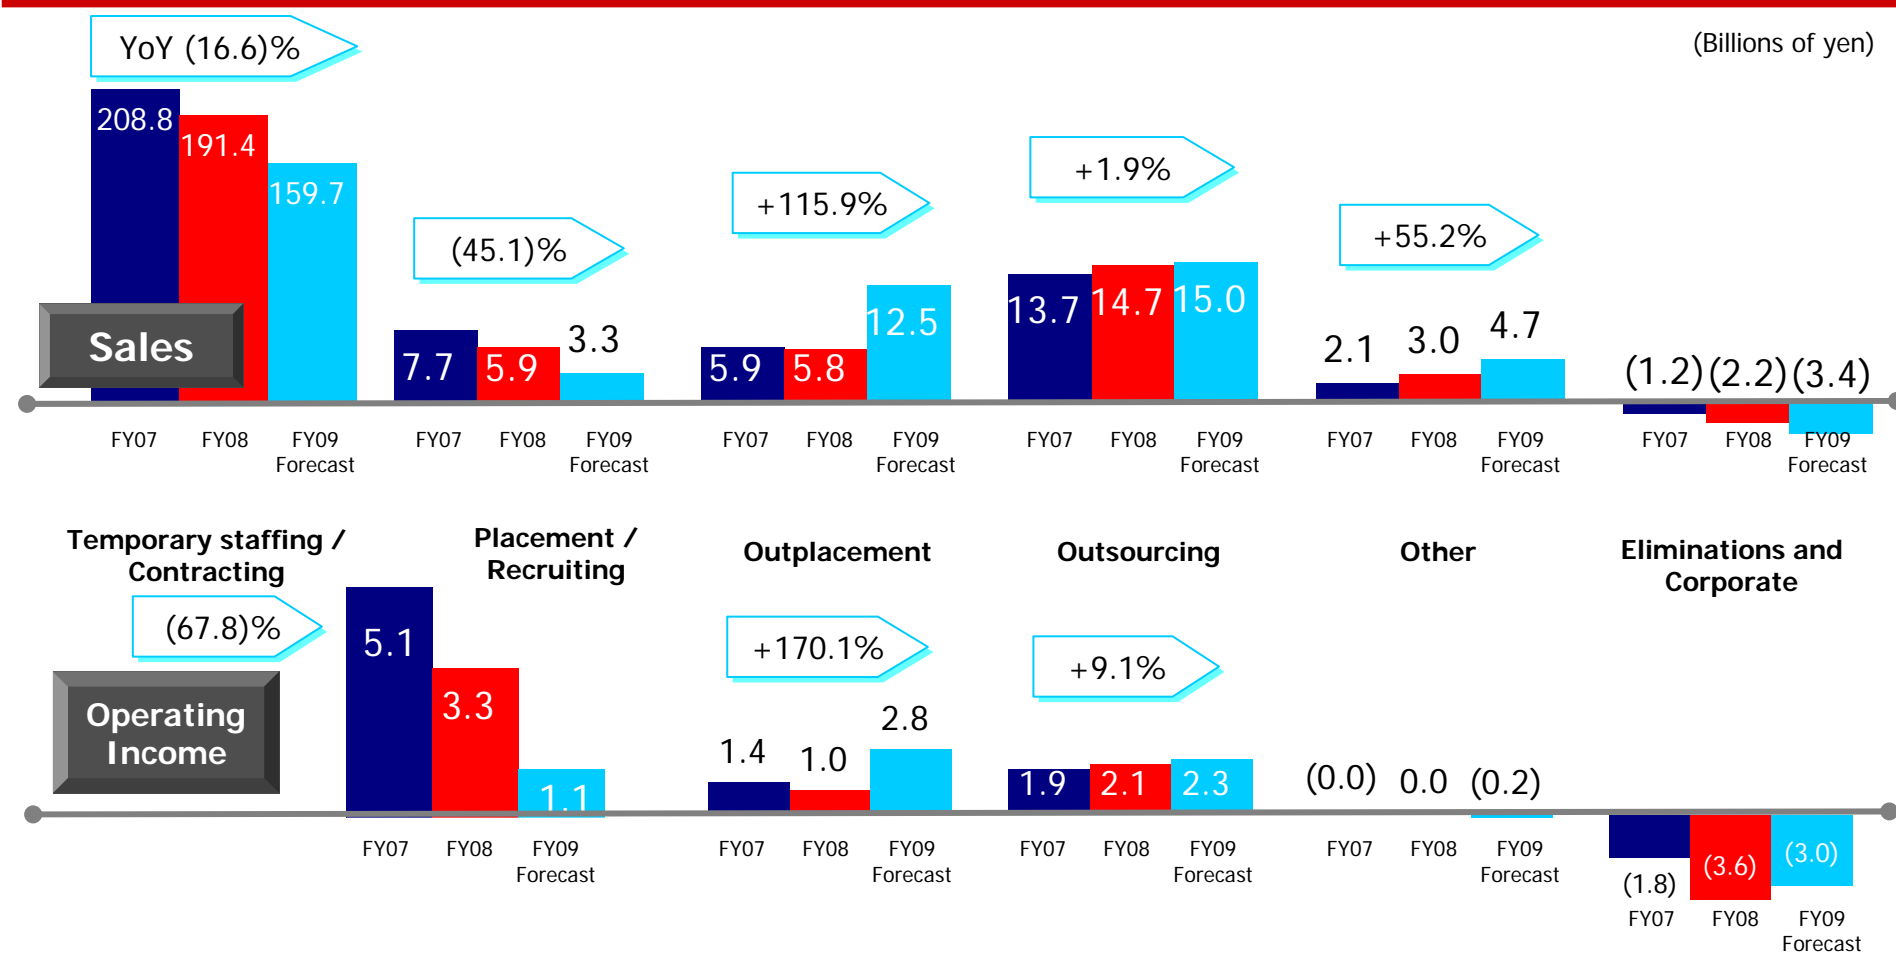 YoY (16.6)%
(Billions of yen)
208.8
191.4
159.7
(45.1)%
+115.9%
+1.9%
+55.2%
Sales
7.7
5.9
3.3
5.9
5.8
12.5
13.7
14.7
15.0
2.1
3.0
4.7
(1.2) (2.2) (3.4)
FY07 FY08 FY09
Forecast
FY07 FY08 FY09
Forecast
FY07 FY08 FY09
Forecast
FY07 FY08 FY09
Forecast
FY07 FY08 FY09
Forecast
FY07 FY08 FY09
Forecast
Temporary staffing /
Contracting
Placement /
Recruiting
Outplacement
Outsourcing
Other
Eliminations and
Corporate
(67.8)%
+170.1%
+9.1%
Operating
Income
5.1
3.3
1.1
1.4
1.0
2.8
1.9
2.1
2.3
(0.0) 0.0 (0.2)
(1.8)
(3.6)
(3.0)
FY07 FY08 FY09
Forecast
FY07 FY08 FY09
Forecast
FY07 FY08 FY09
Forecast
FY07 FY08 FY09
Forecast
FY07 FY08 FY09
Forecast